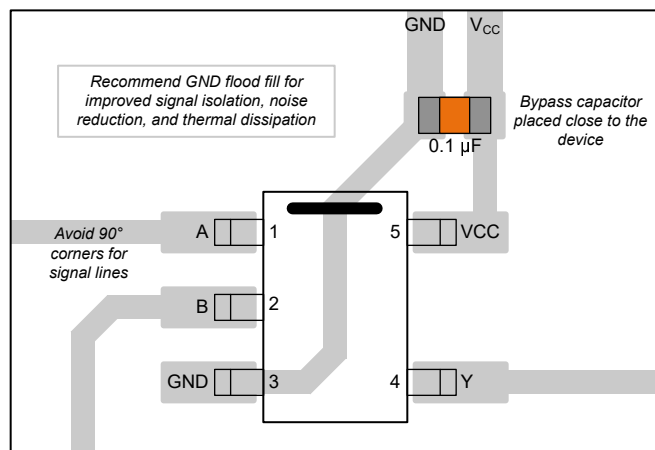 GND VCC
Recommend GND flood fill for
improved signal isolation, noise
reduction, and thermal dissipation
Bypass capacitor
placed close to the
device
0.1 µF
Avoid 90°
corners for
signal lines
A 1
5 VCC
B 2
GND 3
4 Y